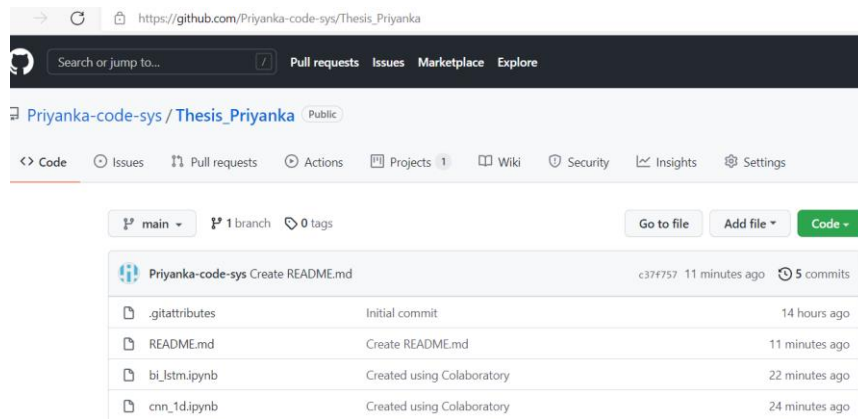 https://github.com/Priyanka-code-sys/Thesis_Priyanka
Search or jump to... / Pull requests Issues Marketplace Explore
Priyanka-code-sys / Thesis_Priyanka Public
<> Code Issues Pull requests Actions Projects 1 Wiki Security Insights Settings
main 1 branch 0 tags Go to file Add file Code
Priyanka-code-sys Create README.md c37f757 11 minutes ago 5 commits
.gitattributes Initial commit 14 hours ago
README.md Create README.md 11 minutes ago
bi_lstm.ipynb Created using Colaboratory 22 minutes ago
cnn_1d.ipynb Created using Colaboratory 24 minutes ago